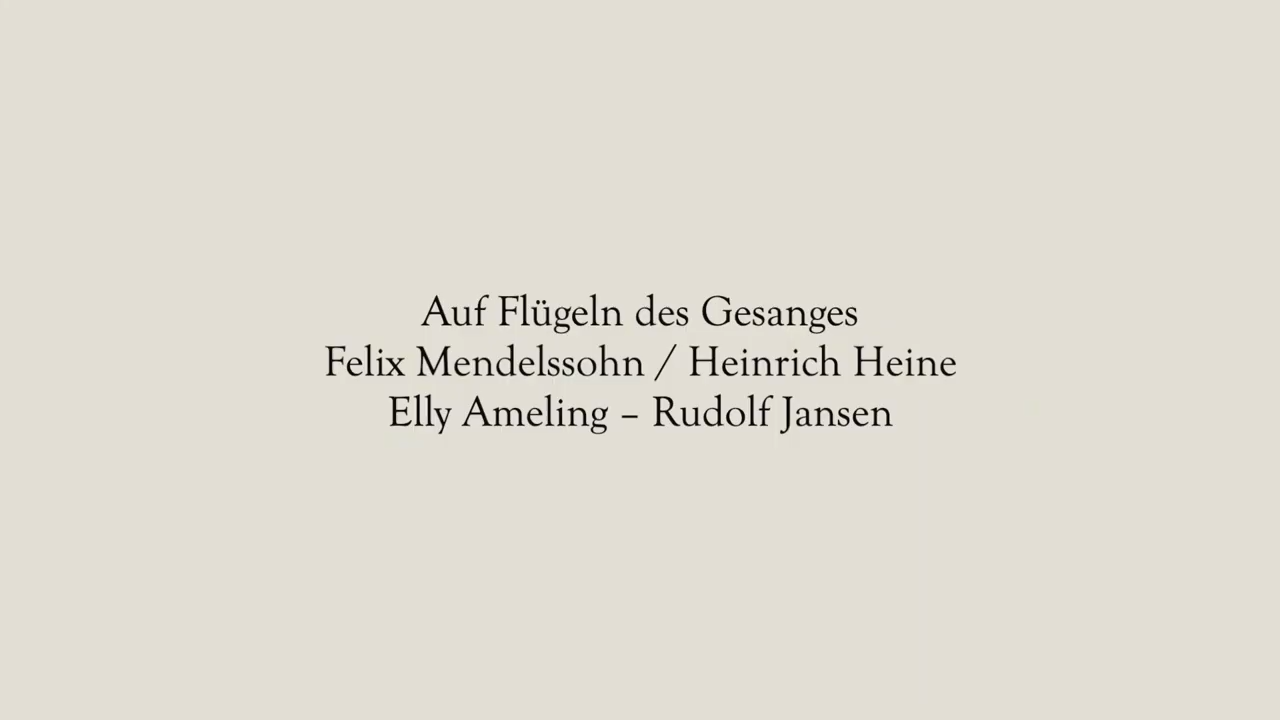 Auf Flügeln des Gesanges
Felix Mendelssohn / Heinrich Heine
Elly Ameling – Rudolf Jansen